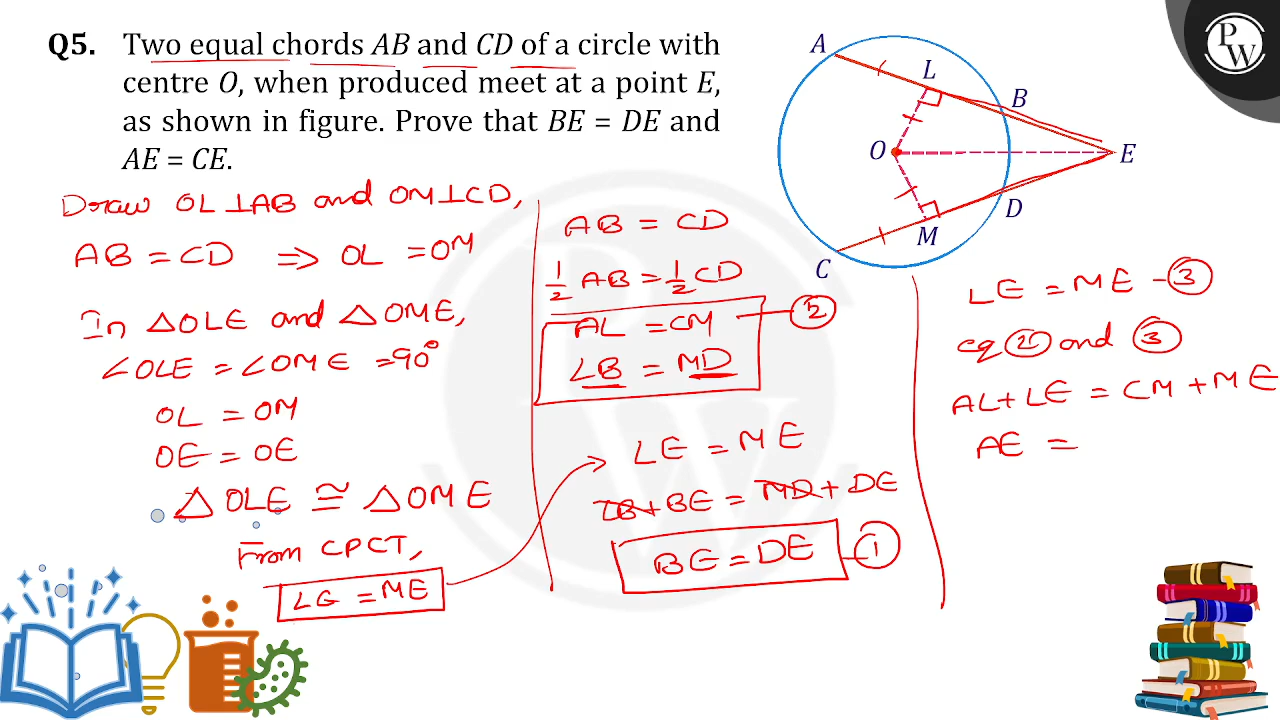 Q5. Two equal chords AB and CD of a circle with
centre O, when produced meet at a point E,
as shown in figure. Prove that BE = DE and
AE = CE.
Draw OL ⊥ AB and OM ⊥ CD,
AB = CD ⇒ OL = OM
In △OLE and △OME,
∠OLE = ∠OME = 90°
OL = OM
OE = OE
△OLE ≅ △OME
From CPCT,
LE = ME
AB = CD
1/2 AB = 1/2 CD
AL = CM — ②
LB = MD
LE = ME
LB + BE = MD + DE
BE = DE — ①
LE = ME - ③
eq ② and ③
AL + LE = CM + ME
AE =
A
L
B
O
E
D
M
C
PW